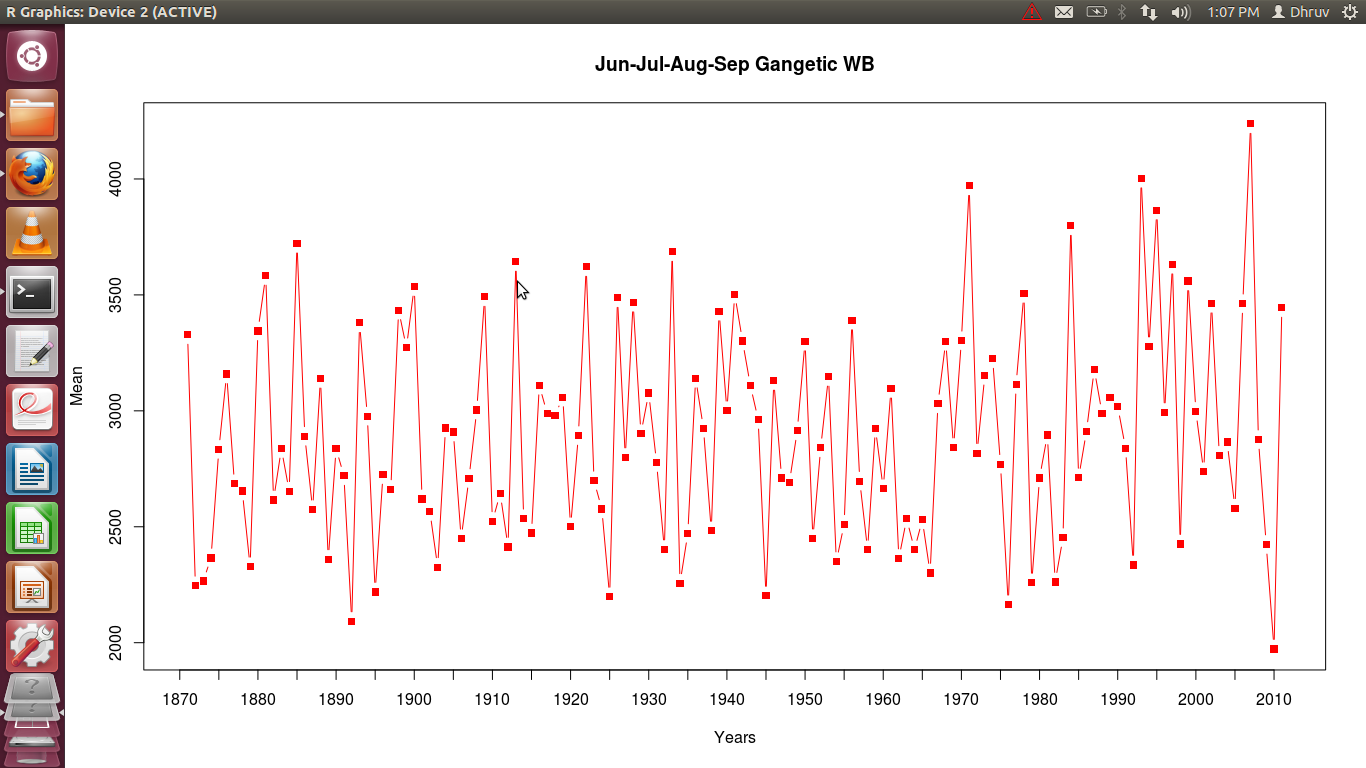 R Graphics: Device 2 (ACTIVE)
1:07 PM
Dhruv
Jun-Jul-Aug-Sep Gangetic WB
Mean
4000
3500
3000
2500
2000
1870 1880 1890 1900 1910 1920 1930 1940 1950 1960 1970 1980 1990 2000 2010
Years